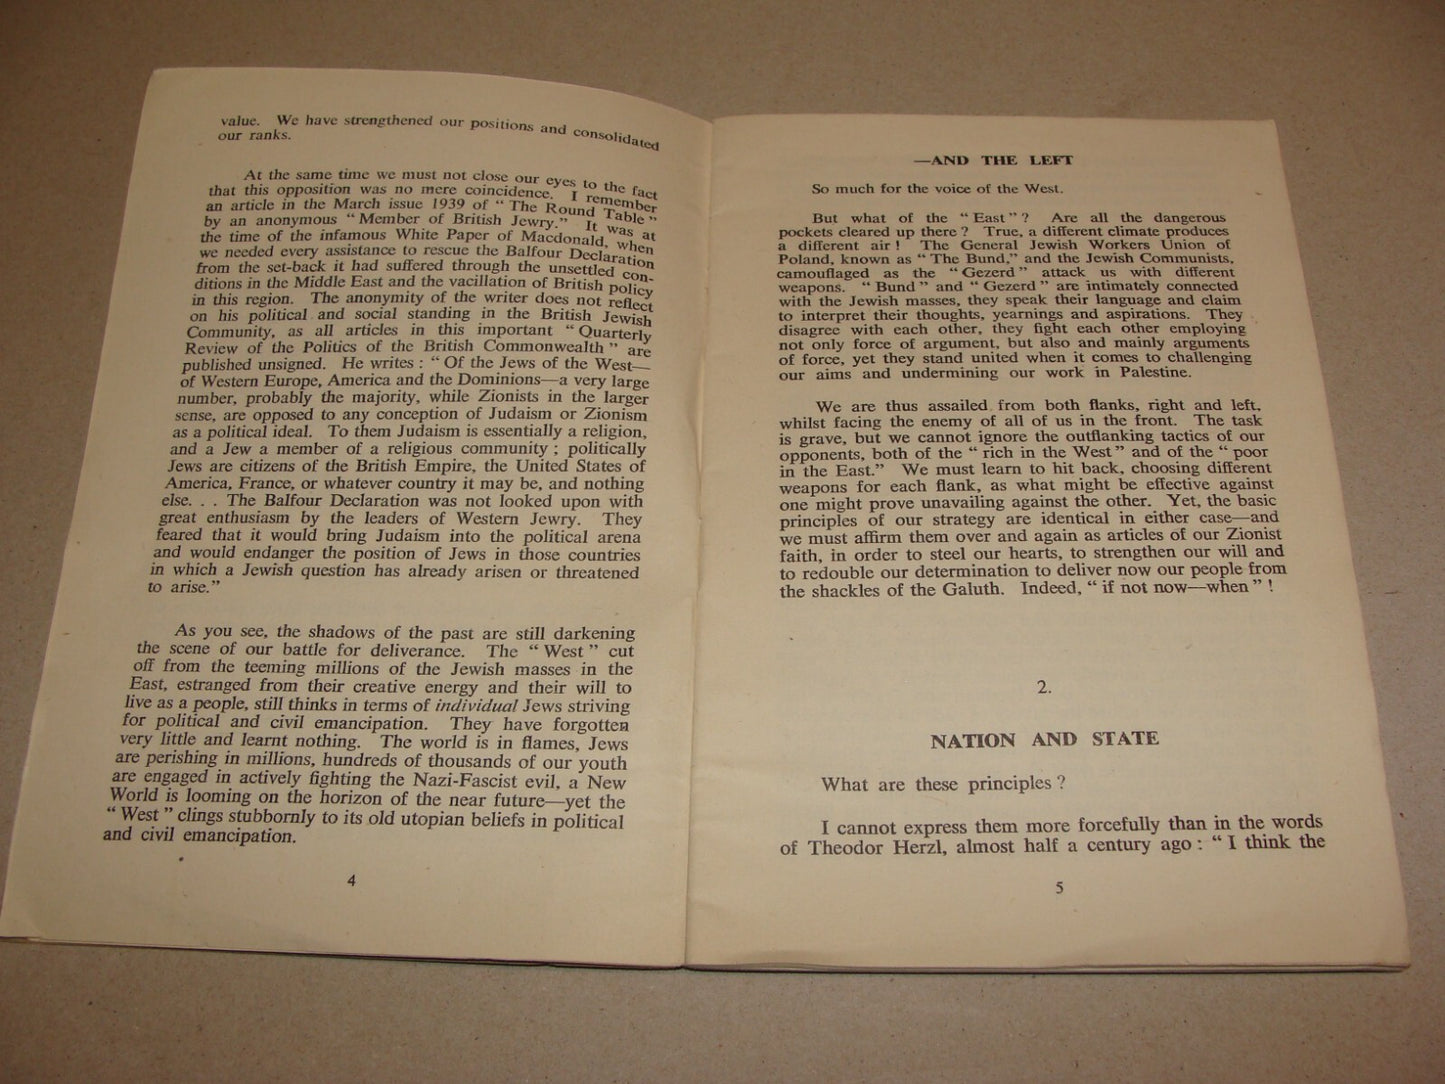 value. We have strengthened our positions and consolidated
our ranks.
At the same time we must not close our eyes to the fact
that this opposition was no mere coincidence. I remember
an article in the March issue 1939 of “ The Round Table ”
by an anonymous “ Member of British Jewry.” It was at
the time of the infamous White Paper of Macdonald, when
we needed every assistance to rescue the Balfour Declaration
from the set-back it had suffered through the unsettled con-
ditions in the Middle East and the vacillation of British policy
in this region. The anonymity of the writer does not reflect
on his political and social standing in the British Jewish
Community, as all articles in this important “ Quarterly
Review of the Politics of the British Commonwealth ” are
published unsigned. He writes : “ Of the Jews of the West—
of Western Europe, America and the Dominions—a very large
number, probably the majority, while Zionists in the larger
sense, are opposed to any conception of Judaism or Zionism
as a political ideal. To them Judaism is essentially a religion,
and a Jew a member of a religious community ; politically
Jews are citizens of the British Empire, the United States of
America, France, or whatever country it may be, and nothing
else. . . The Balfour Declaration was not looked upon with
great enthusiasm by the leaders of Western Jewry. They
feared that it would bring Judaism into the political arena
and would endanger the position of Jews in those countries
in which a Jewish question has already arisen or threatened
to arise.”
As you see, the shadows of the past are still darkening
the scene of our battle for deliverance. The “ West ” cut
off from the teeming millions of the Jewish masses in the
East, estranged from their creative energy and their will to
live as a people, still thinks in terms of individual Jews striving
for political and civil emancipation. They have forgotten
very little and learnt nothing. The world is in flames, Jews
are perishing in millions, hundreds of thousands of our youth
are engaged in actively fighting the Nazi-Fascist evil, a New
World is looming on the horizon of the near future—yet the
“ West ” clings stubbornly to its old utopian beliefs in political
and civil emancipation.
4
—AND THE LEFT
So much for the voice of the West.
But what of the “ East ” ? Are all the dangerous
pockets cleared up there ? True, a different climate produces
a different air ! The General Jewish Workers Union of
Poland, known as “ The Bund,” and the Jewish Communists,
camouflaged as the “ Gezerd ” attack us with different
weapons. “ Bund ” and “ Gezerd ” are intimately connected
with the Jewish masses, they speak their language and claim
to interpret their thoughts, yearnings and aspirations. They
disagree with each other, they fight each other employing
not only force of argument, but also and mainly arguments
of force, yet they stand united when it comes to challenging
our aims and undermining our work in Palestine.
We are thus assailed from both flanks, right and left,
whilst facing the enemy of all of us in the front. The task
is grave, but we cannot ignore the outflanking tactics of our
opponents, both of the “ rich in the West ” and of the “ poor
in the East.” We must learn to hit back, choosing different
weapons for each flank, as what might be effective against
one might prove unavailing against the other. Yet, the basic
principles of our strategy are identical in either case—and
we must affirm them over and again as articles of our Zionist
faith, in order to steel our hearts, to strengthen our will and
to redouble our determination to deliver now our people from
the shackles of the Galuth. Indeed, “ if not now—when ” !
2.
NATION AND STATE
What are these principles ?
I cannot express them more forcefully than in the words
of Theodor Herzl, almost half a century ago : “ I think the
5